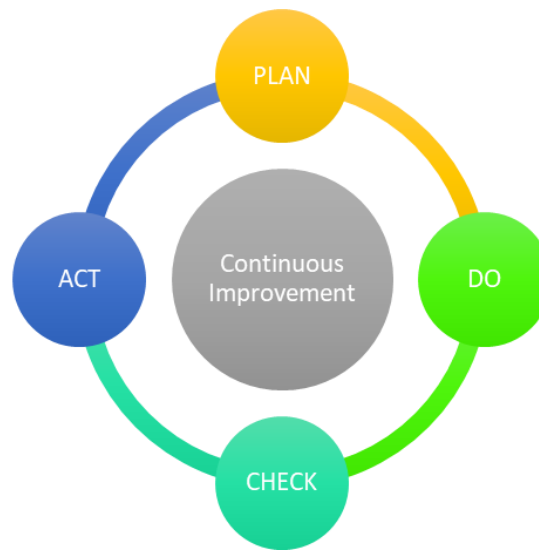 PLAN
ACT
Continuous
Improvement
DO
CHECK